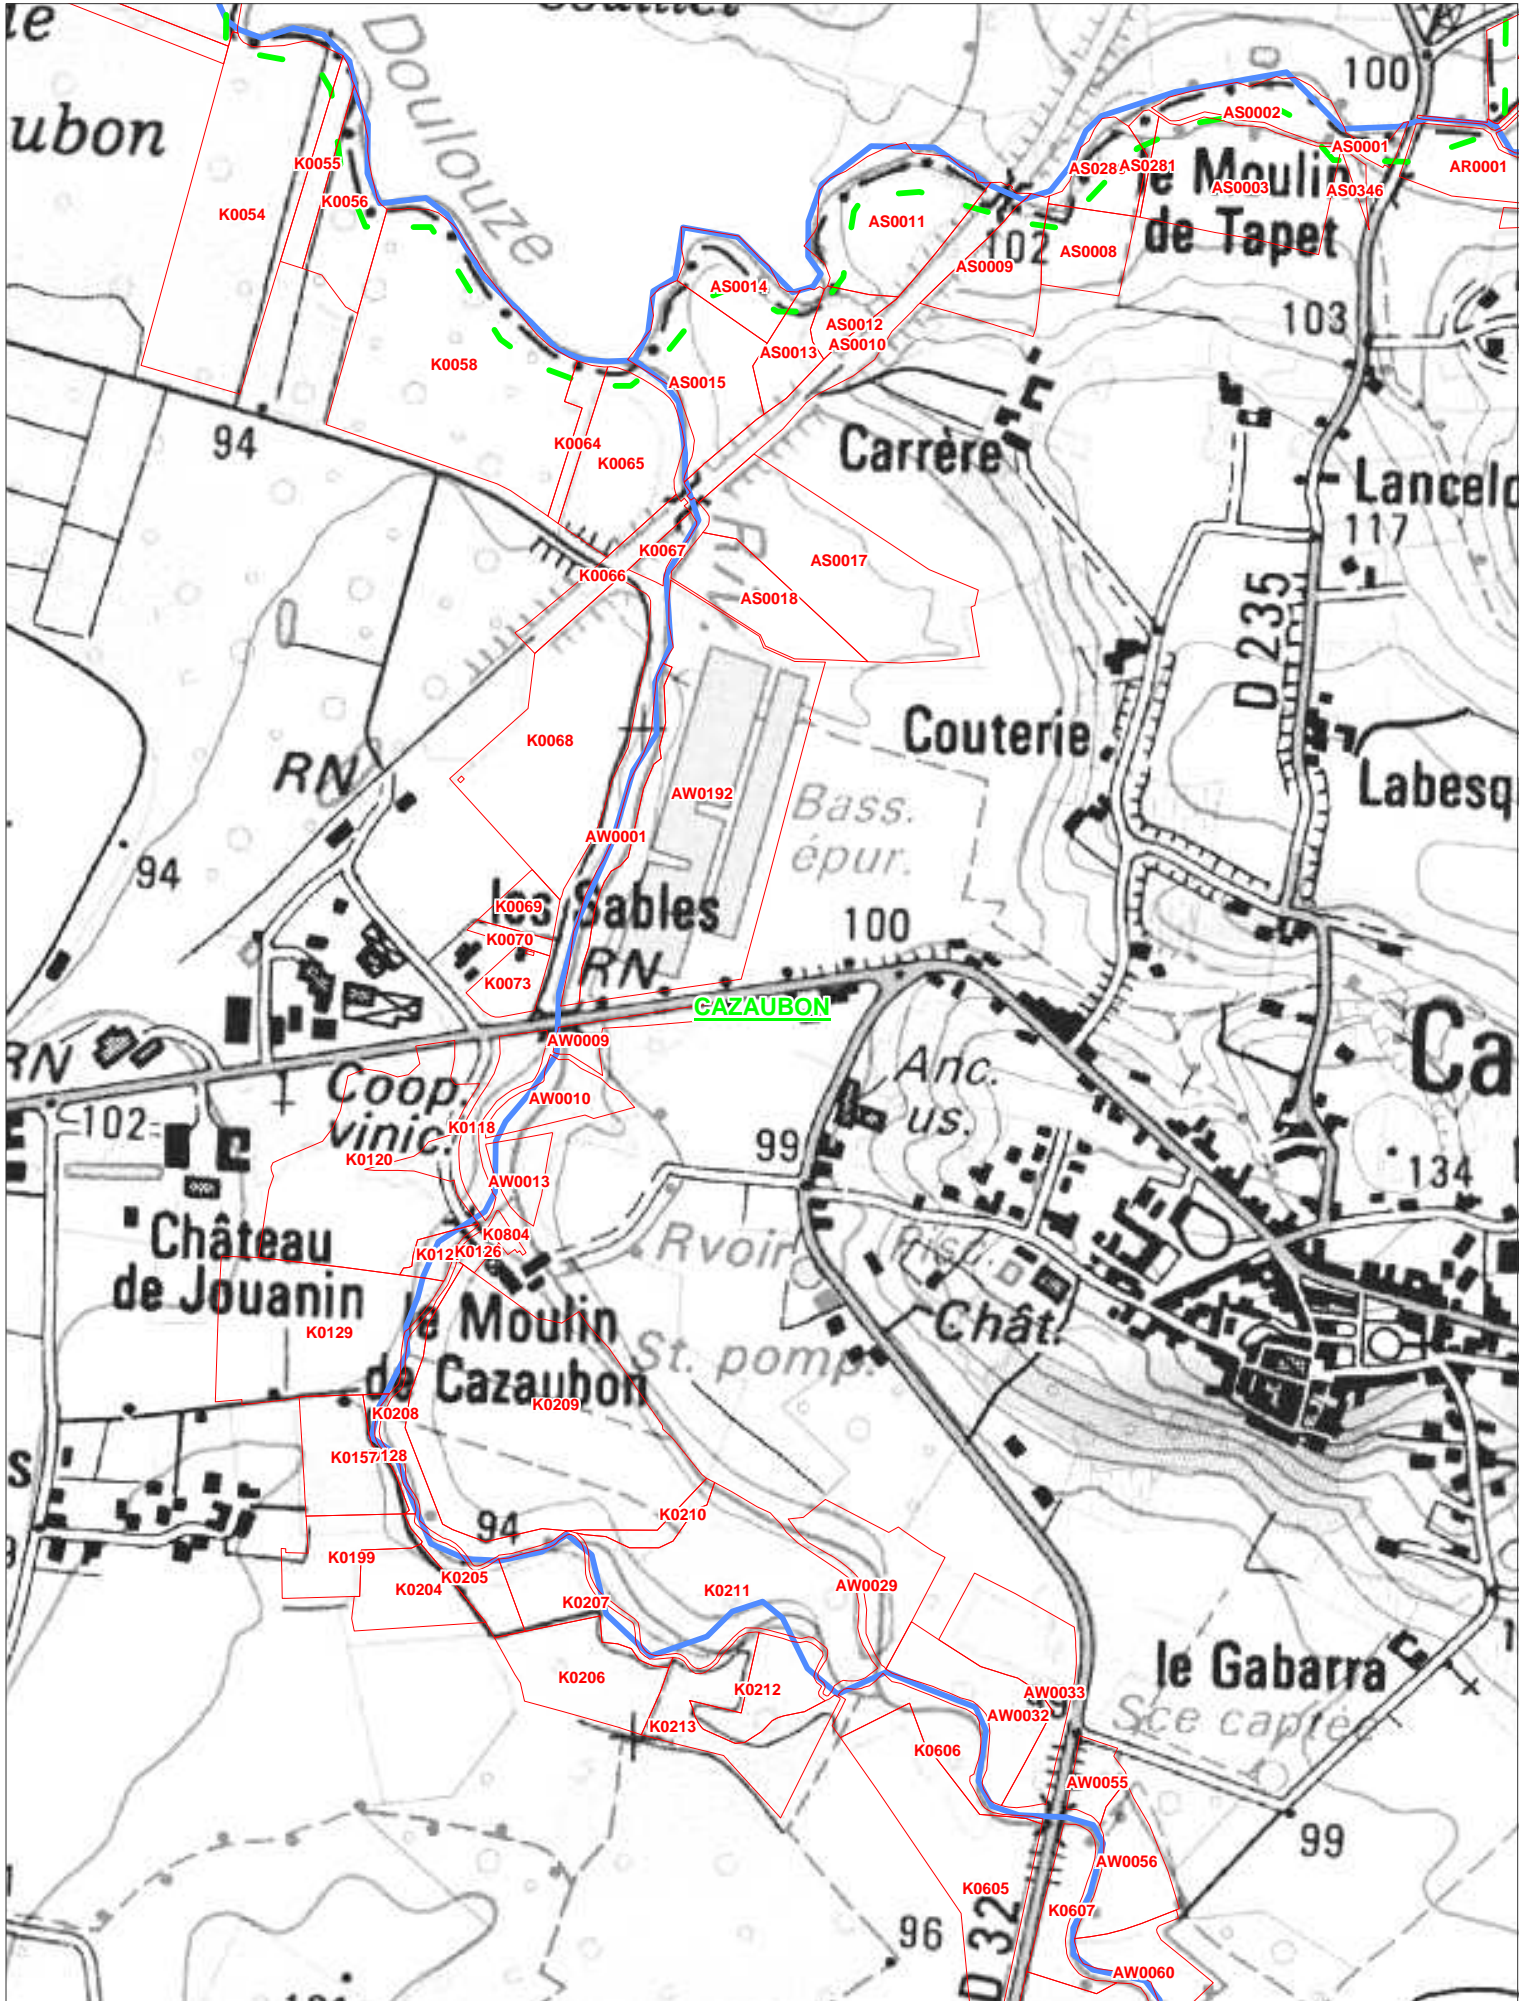 ubon
Doulouze
100
AS0002
AS0001
AR0001
K0055
K0056
K0054
AS0281
le Moulin
de Tapet
AS0003
AS0346
AS0011
102
AS0009
AS0008
AS0014
AS0012
AS0010
AS0013
103
K0058
AS0015
94
K0064
K0065
Carrère
117
AS0017
K0067
K0066
AS0018
D 235
K0068
Couterie
RN
AW0192
Bass.
épur.
AW0001
94
les Sables
K0069
K0070
100
RN
K0073
CAZAUBON
AW0009
RN
Coop.
vinic.
AW0010
Anc.
us.
Ca
102
K0118
K0120
99
134
AW0013
Château
de Jouanin
K0804
K0126
Rvoir
K0129
le Moulin
de Cazaubon
St. pomp.
Chât.
K0209
K0208
K0157
128
94
K0210
K0199
K0204
K0205
K0207
K0211
AW0029
le Gabarra
K0206
K0212
K0213
AW0033
AW0032
Sce captée
K0606
AW0055
99
AW0056
K0605
K0607
96
D 32
AW0060